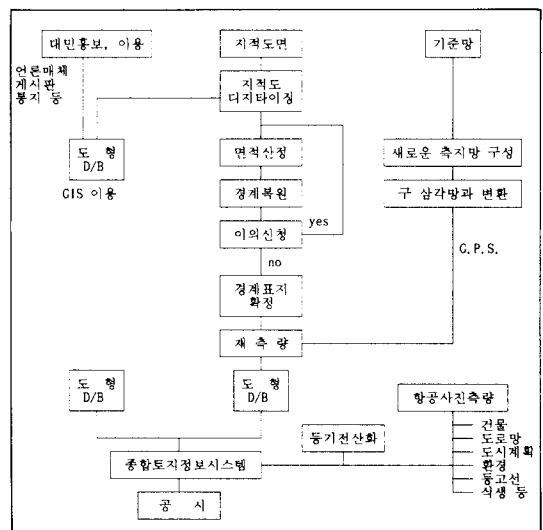 대민홍보, 이용
지적도면
기준망
언론매체
게시판
통지 등
지적도
디지타이징
도 형
D/B
GIS 이용
면적산정
새로운 측지망 구성
경계복원
구 삼각망과 변환
이의신청
yes
G.P.S.
no
경계표지
확정
재 측 량
도 형
D/B
도 형
D/B
항공사진측량
등기전산화
건물
도로망
도시계획
환경
등고선
식생 등
종합토지정보시스템
공 시